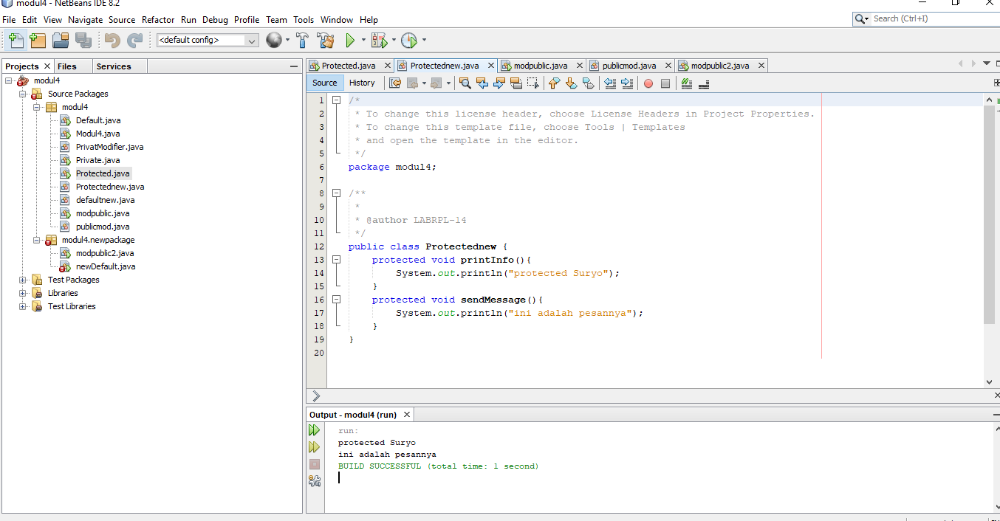 modul4 - NetBeans IDE 8.2
File Edit View Navigate Source Refactor Run Debug Profile Team Tools Window Help
Search (Ctrl+I)
<default config>
Projects Files Services
modul4
Source Packages
modul4
Default.java
Modul4.java
PrivatModifier.java
Private.java
Protected.java
Protectednew.java
defaultnew.java
modpublic.java
publicmod.java
modul4.newpackage
modpublic2.java
newDefault.java
Test Packages
Libraries
Test Libraries
Protected.java Protectednew.java modpublic.java publicmod.java modpublic2.java
Source History
1 /*
2 * To change this license header, choose License Headers in Project Properties.
3 * To change this template file, choose Tools | Templates
4 * and open the template in the editor.
5 */
6 package modul4;
7
8 /**
9 *
10 * @author LABRPL-14
11 */
12 public class Protectednew {
13 protected void printInfo(){
14 System.out.println("protected Suryo");
15 }
16 protected void sendMessage(){
17 System.out.println("ini adalah pesannya");
18 }
19 }
20
Output - modul4 (run)
run:
protected Suryo
ini adalah pesannya
BUILD SUCCESSFUL (total time: 1 second)